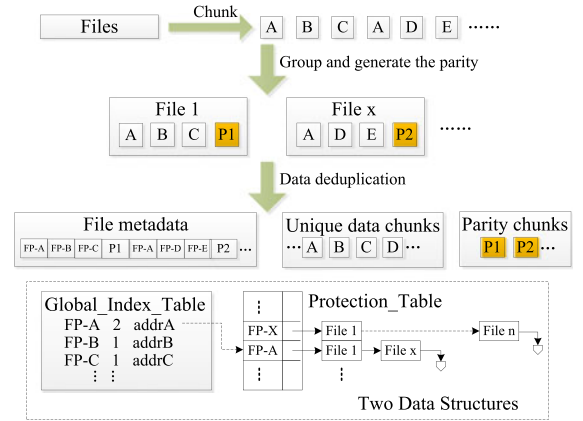 Files
Chunk
A B C A D E ······
Group and generate the parity
File 1
A B C P1
File x
A D E P2
······
Data deduplication
File metadata
FP-A FP-B FP-C P1 FP-A FP-D FP-E P2 ···
Unique data chunks
··· A B C D ···
Parity chunks
P1 P2 ···
Global_Index_Table
FP-A 2 addrA
FP-B 1 addrB
FP-C 1 addrC
Protection_Table
FP-X File 1 File n
FP-A File 1 File x
Two Data Structures